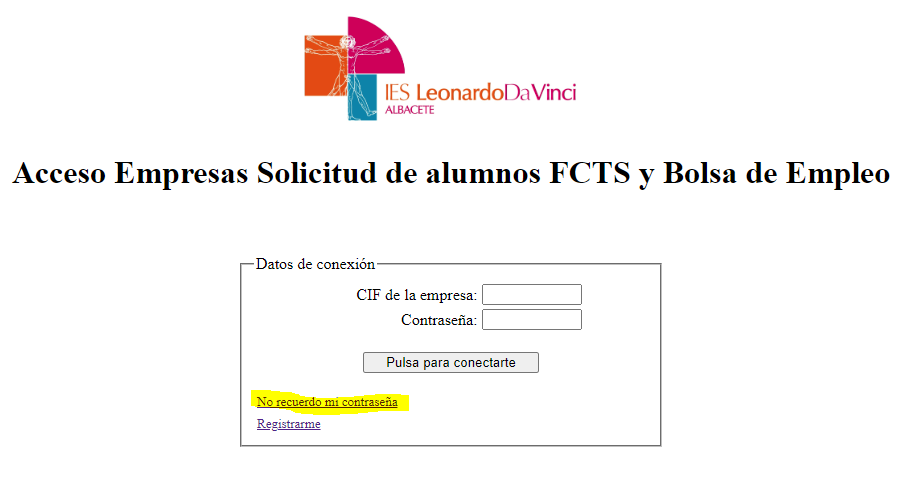 IES LeonardoDaVinci
ALBACETE
Acceso Empresas Solicitud de alumnos FCTS y Bolsa de Empleo
Datos de conexión
CIF de la empresa:
Contraseña:
Pulsa para conectarte
No recuerdo mi contraseña
Registrarme